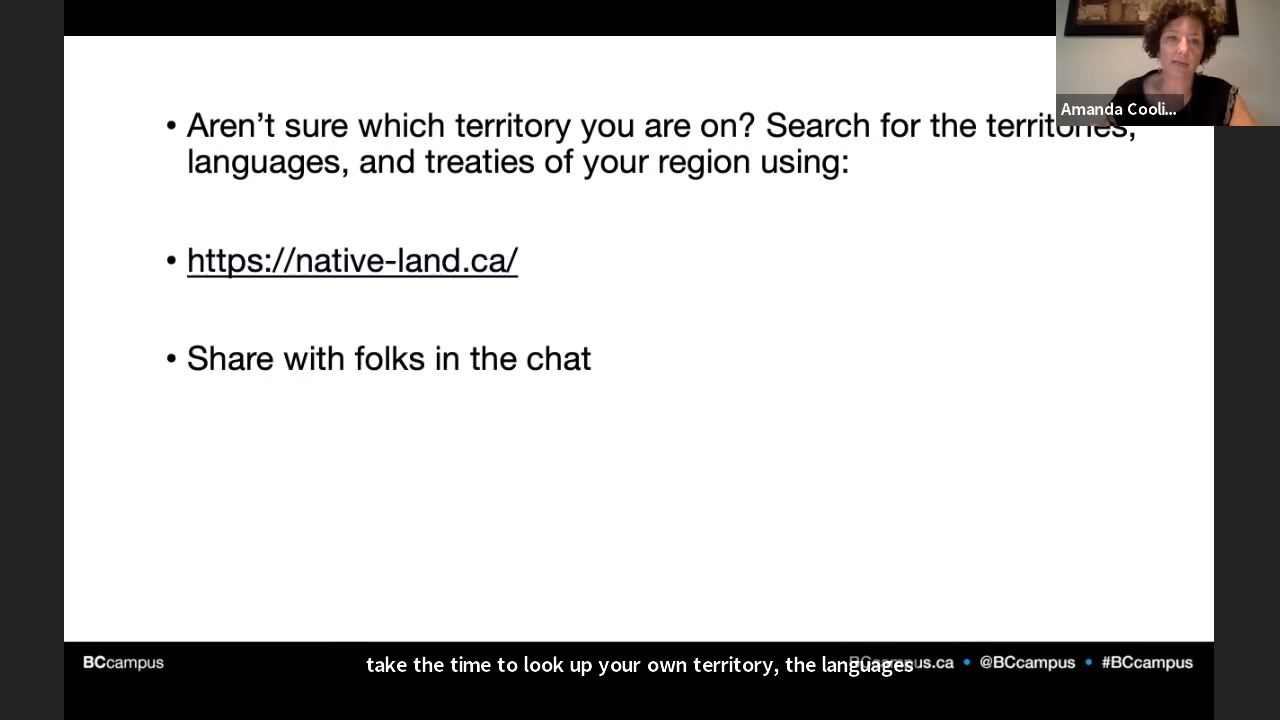 Amanda Cooli...
• Aren't sure which territory you are on? Search for the territories,
languages, and treaties of your region using:
• https://native-land.ca/
• Share with folks in the chat
BCcampus
take the time to look up your own territory, the languages
BCcampus.ca • @BCcampus • #BCcampus